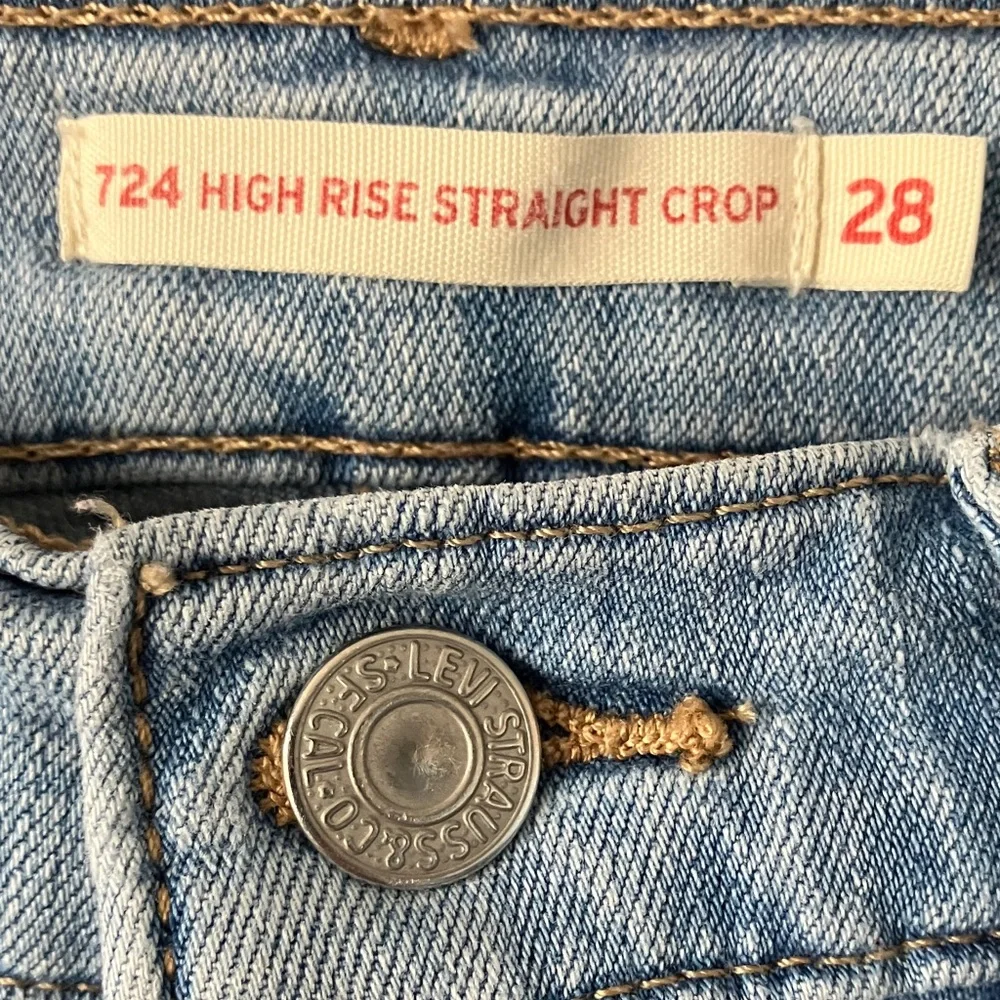 724 HIGH RISE STRAIGHT CROP 28
LEVI STRAUSS & CO. S.F. CAL.